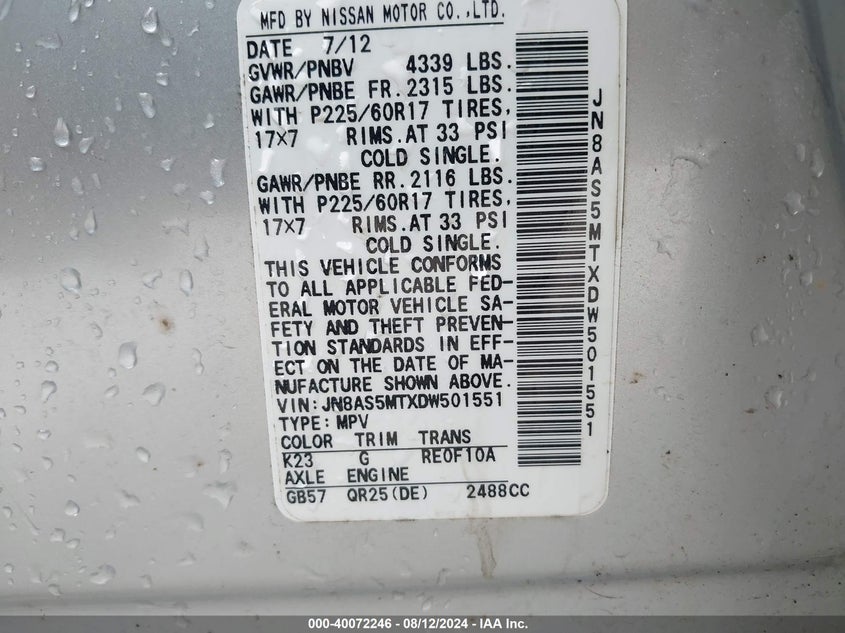 MFD BY NISSAN MOTOR CO.,LTD.
DATE 7/12
GVWR/PNBV 4339 LBS.
GAWR/PNBE FR.2315 LBS.
WITH P225/60R17 TIRES,
17×7 RIMS.AT 33 PSI
COLD SINGLE.
GAWR/PNBE RR.2116 LBS.
WITH P225/60R17 TIRES,
17×7 RIMS.AT 33 PSI
COLD SINGLE.
THIS VEHICLE CONFORMS
TO ALL APPLICABLE FED-
ERAL MOTOR VEHICLE SA-
FETY AND THEFT PREVEN-
TION STANDARDS IN EFF-
ECT ON THE DATE OF MA-
NUFACTURE SHOWN ABOVE.
VIN:JN8AS5MTXDW501551
TYPE:MPV
COLOR TRIM TRANS
K23 G RE0F10A
AXLE ENGINE
GB57 QR25(DE) 2488CC
JN8AS5MTXDW501551
000-40072246 - 08/12/2024 - IAA Inc.